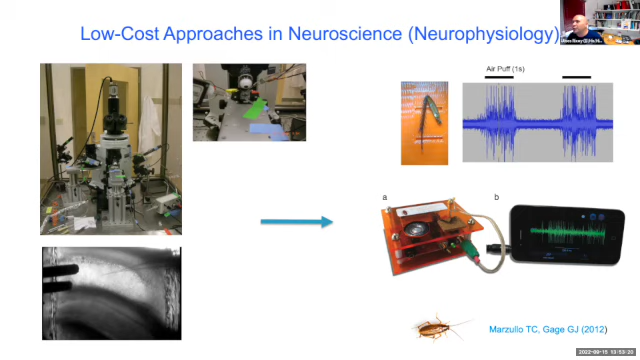 Low-Cost Approaches in Neuroscience (Neurophysiology)
Air Puff (1s)
a
b
Marzullo TC, Gage GJ (2012)
2022-09-15 13:53:20